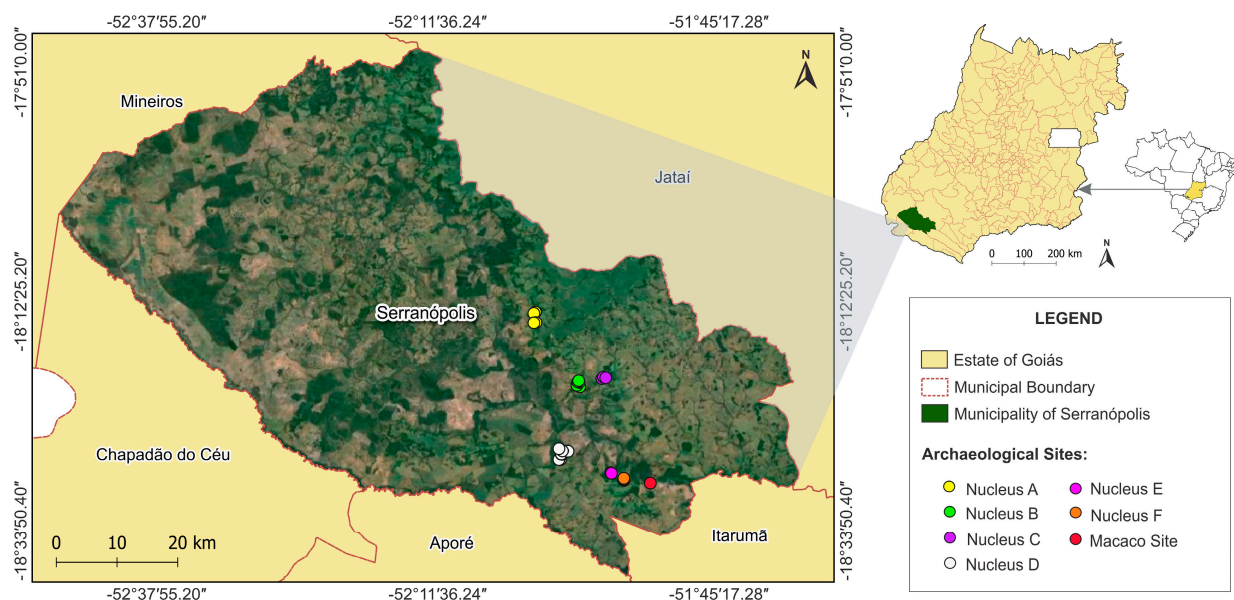 -52°37'55.20″
-52°11'36.24″
-51°45'17.28″
-17°51'0.00″
-17°51'0.00″
N
Mineiros
Jataí
-18°12'25.20″
-18°12'25.20″
Serranópolis
Chapadão do Céu
-18°33'50.40″
-18°33'50.40″
0 10 20 km
Aporé
Itarumã
-52°37'55.20″
-52°11'36.24″
-51°45'17.28″
0 100 200 km
N
LEGEND
Estate of Goiás
Municipal Boundary
Municipality of Serranópolis
Archaeological Sites:
Nucleus A
Nucleus B
Nucleus C
Nucleus D
Nucleus E
Nucleus F
Macaco Site